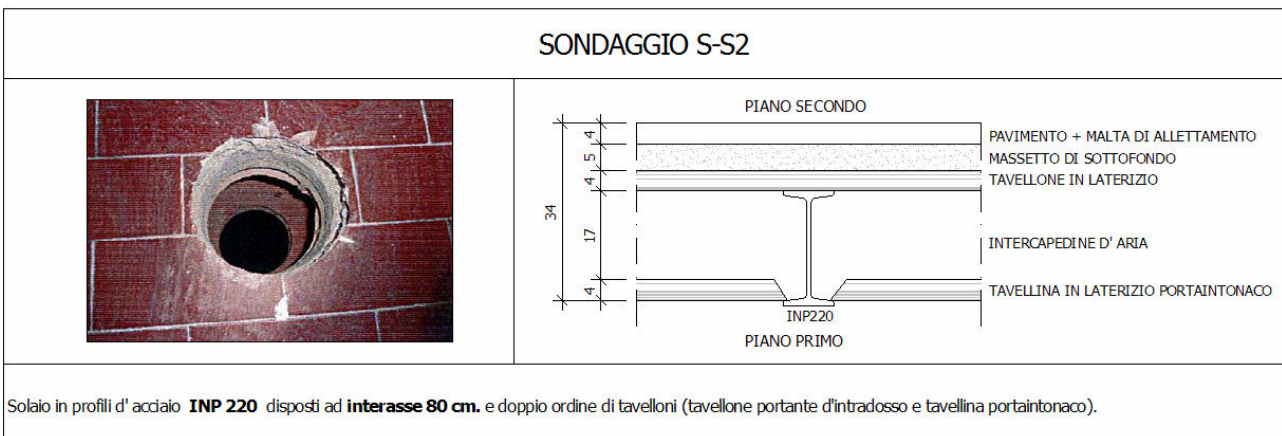 SONDAGGIO S-S2
PIANO SECONDO
4
5
4
34
17
4
PAVIMENTO + MALTA DI ALLETTAMENTO
MASSETTO DI SOTTOFONDO
TAVELLONE IN LATERIZIO
INTERCAPEDINE D' ARIA
TAVELLINA IN LATERIZIO PORTAINTONACO
INP220
PIANO PRIMO
Solaio in profili d' acciaio INP 220 disposti ad interasse 80 cm. e doppio ordine di tavelloni (tavellone portante d'intradosso e tavellina portaintonaco).